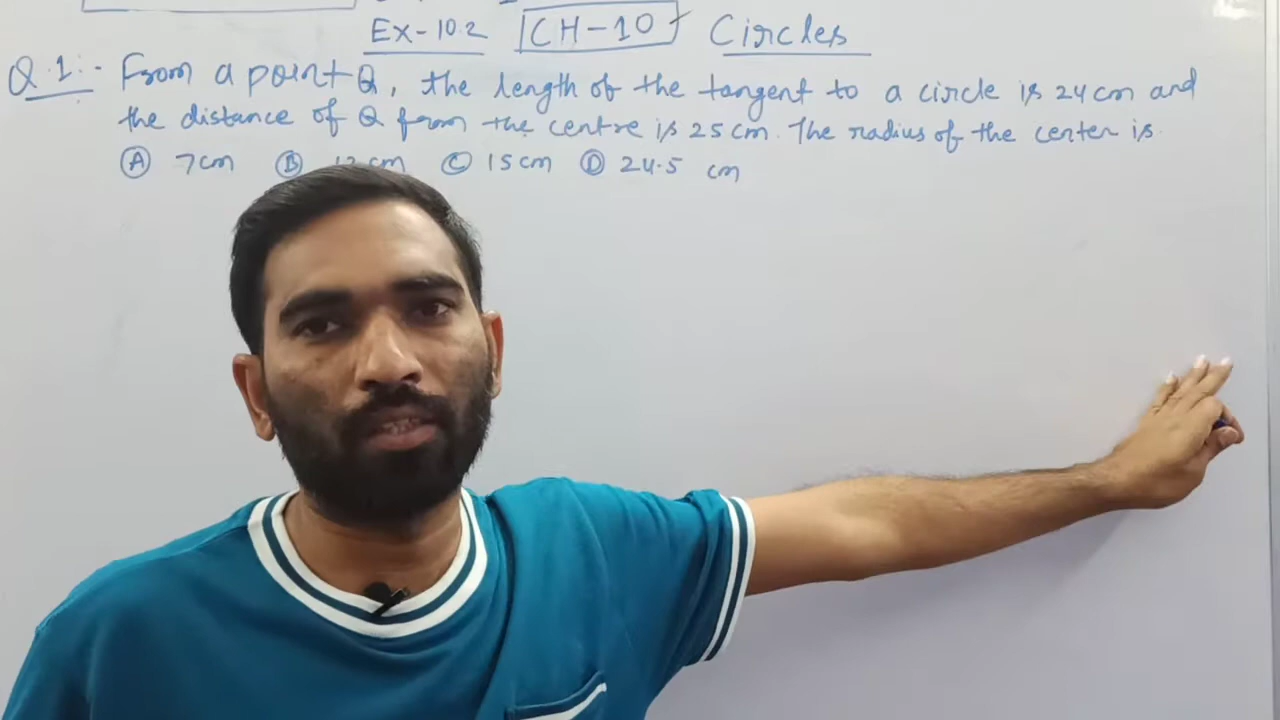 Ex-10.2 CH-10 Circles
Q.1:- From a point Q, the length of the tangent to a circle is 24 cm and
the distance of Q from the centre is 25 cm. The radius of the center is
Ⓐ 7cm Ⓑ 12 cm Ⓒ 15 cm Ⓓ 24.5 cm